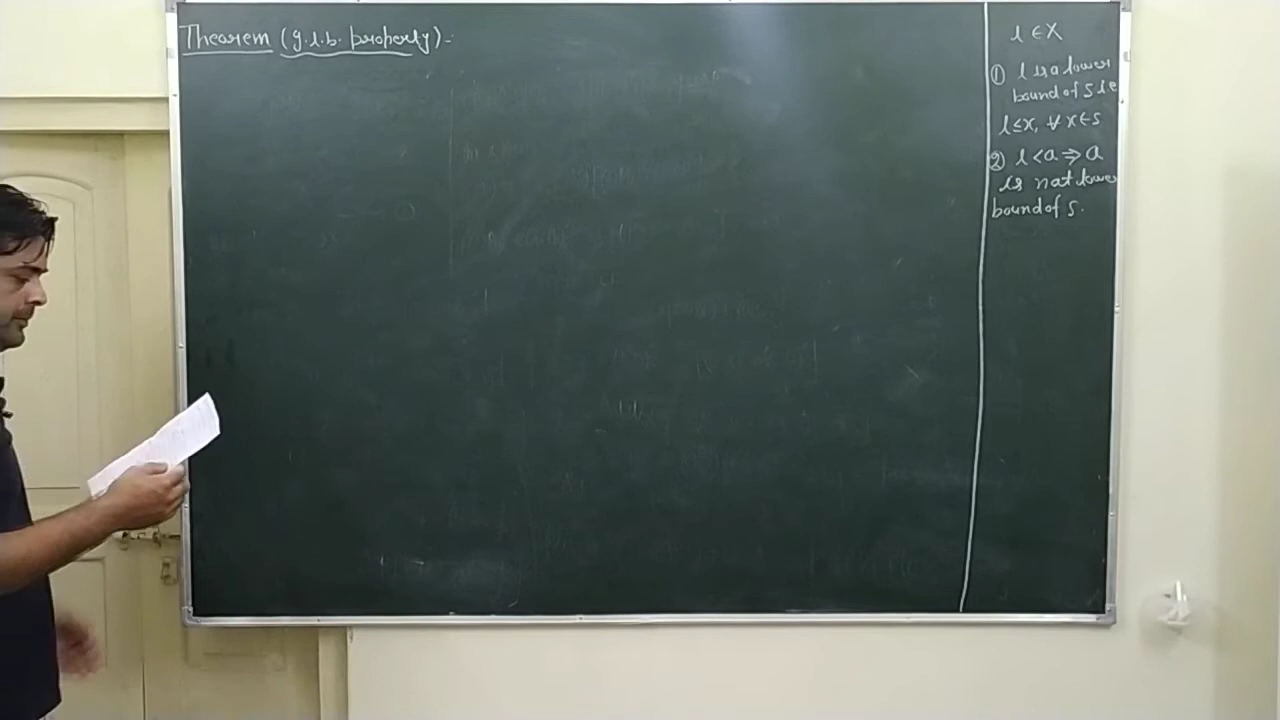 Theorem (g.l.b. property):-
l ∈ X
① l is a lower
bound of S i.e
l ≤ x, ∀ x ∈ S
② l < a ⇒ a
is not lower
bound of S.